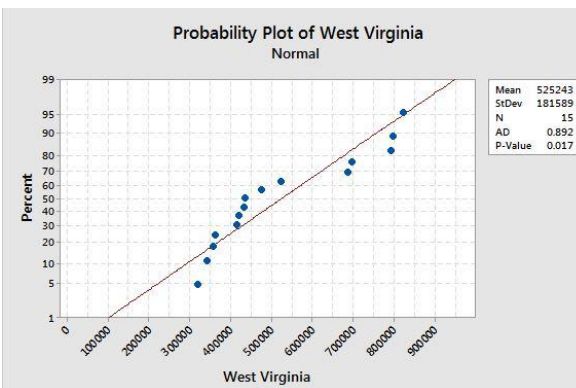 Probability Plot of West Virginia
Normal
Mean 525243
StDev 181589
N 15
AD 0.892
P-Value 0.017
99
95
90
80
70
60
50
40
30
20
10
5
1
Percent
0 100000 200000 300000 400000 500000 600000 700000 800000 900000
West Virginia